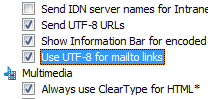 Send IDN server names for Intrane
Send UTF-8 URLs
Show Information Bar for encoded
Use UTF-8 for mailto links
Multimedia
Always use ClearType for HTML*